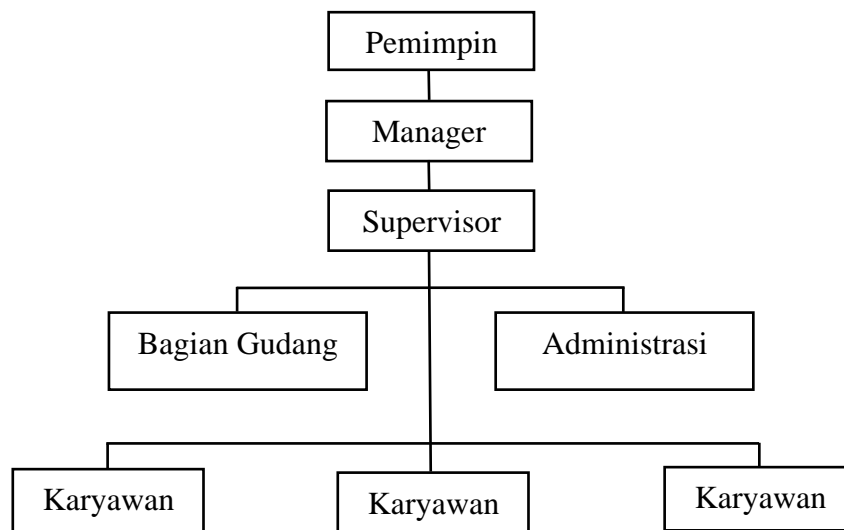 Pemimpin
Manager
Supervisor
Bagian Gudang
Administrasi
Karyawan
Karyawan
Karyawan